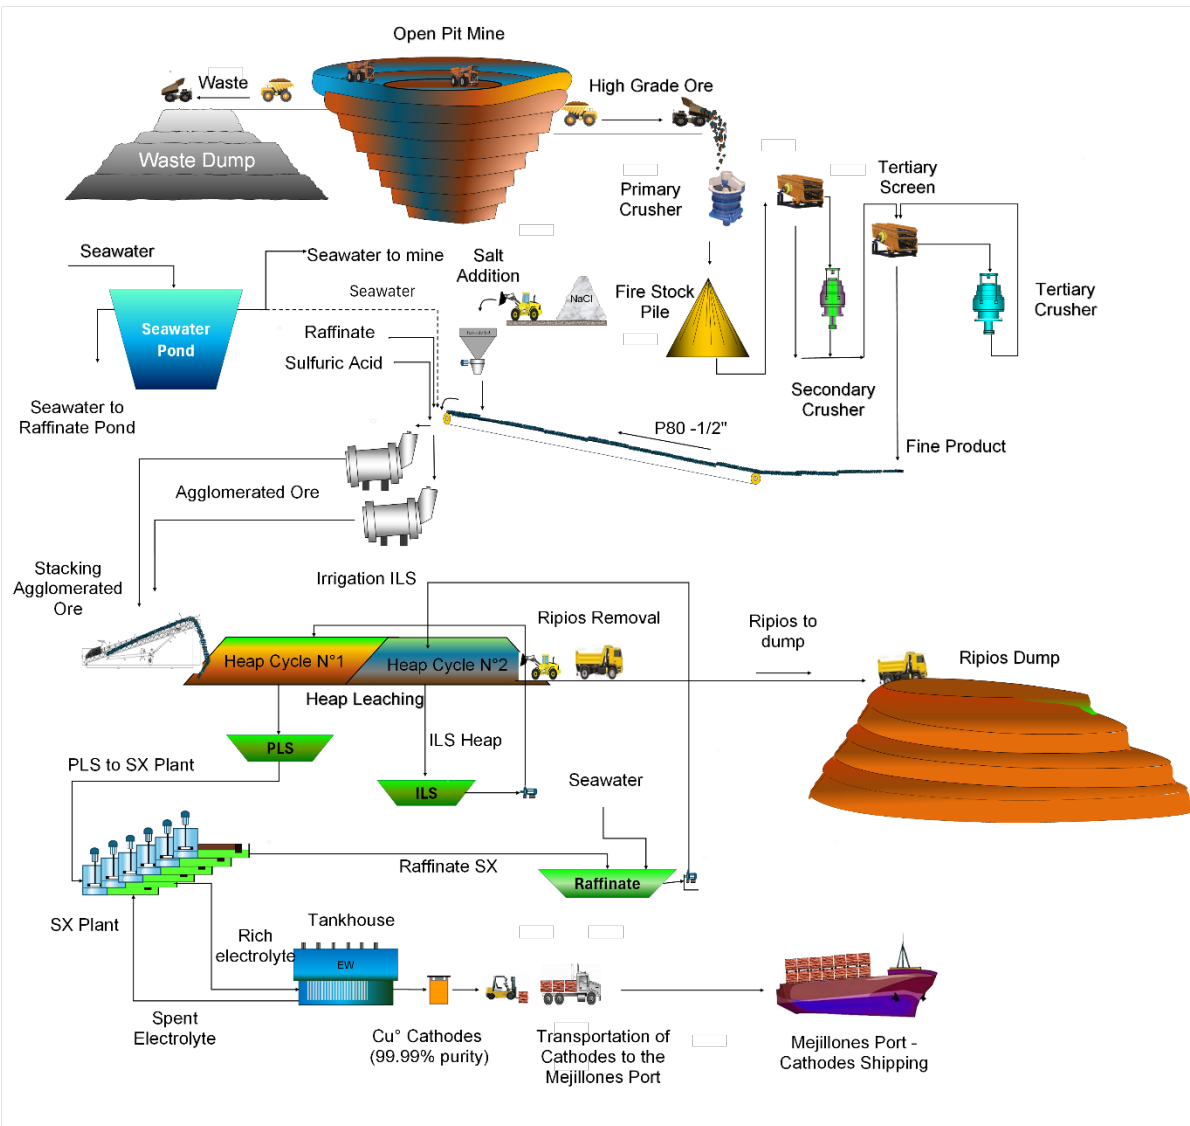 Open Pit Mine
Waste
High Grade Ore
Waste Dump
Primary
Crusher
Tertiary
Screen
Seawater
Seawater to mine
Salt
Addition
Seawater
NaCl
Fire Stock
Pile
Tertiary
Crusher
Seawater
Pond
Raffinate
Sulfuric Acid
Secondary
Crusher
Seawater to
Raffinate Pond
P80 -1/2"
Fine Product
Agglomerated Ore
Stacking
Agglomerated
Ore
Irrigation ILS
Ripios Removal
Ripios to
dump
Ripios Dump
Heap Cycle N°1
Heap Cycle N°2
Heap Leaching
PLS
ILS Heap
PLS to SX Plant
Seawater
ILS
Raffinate SX
Raffinate
SX Plant
Tankhouse
Rich
electrolyte
EW
Spent
Electrolyte
Cu° Cathodes
(99.99% purity)
Transportation of
Cathodes to the
Mejillones Port
Mejillones Port -
Cathodes Shipping